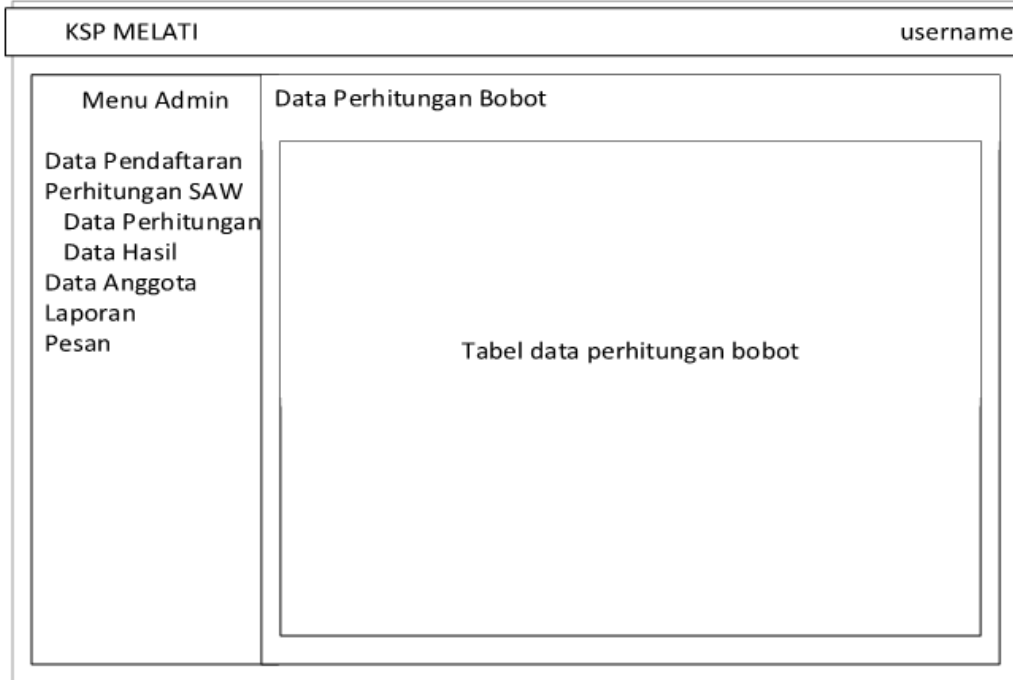 KSP MELATI
username
Menu Admin
Data Pendaftaran
Perhitungan SAW
Data Perhitungan
Data Hasil
Data Anggota
Laporan
Pesan
Data Perhitungan Bobot
Tabel data perhitungan bobot